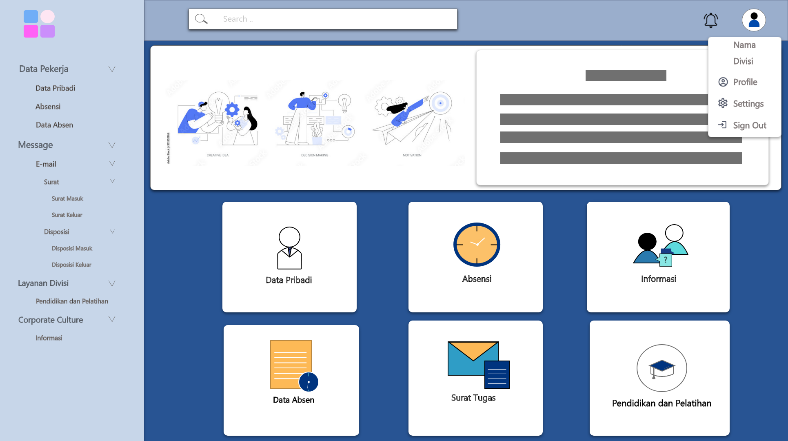 Search ...
Nama
Divisi
Profile
Settings
Sign Out
Data Pekerja
Data Pribadi
Absensi
Data Absen
Message
E-mail
Surat
Surat Masuk
Surat Keluar
Disposisi
Disposisi Masuk
Disposisi Keluar
Layanan Divisi
Pendidikan dan Pelatihan
Corporate Culture
Informasi
Data Pribadi
Absensi
Informasi
?
Data Absen
Surat Tugas
Pendidikan dan Pelatihan